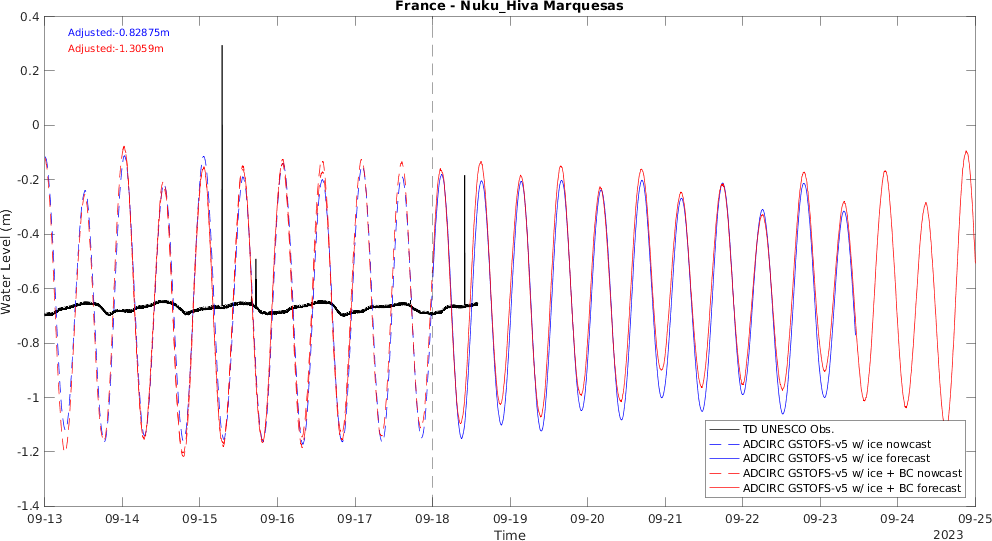 France - Nuku_Hiva Marquesas
Adjusted:-0.82875m
Adjusted:-1.3059m
0.4
0.2
0
-0.2
-0.4
-0.6
-0.8
-1
-1.2
-1.4
Water Level (m)
TD UNESCO Obs.
ADCIRC GSTOFS-v5 w/ ice nowcast
ADCIRC GSTOFS-v5 w/ ice forecast
ADCIRC GSTOFS-v5 w/ ice + BC nowcast
ADCIRC GSTOFS-v5 w/ ice + BC forecast
09-13 09-14 09-15 09-16 09-17 09-18 09-19 09-20 09-21 09-22 09-23 09-24 09-25
Time
2023